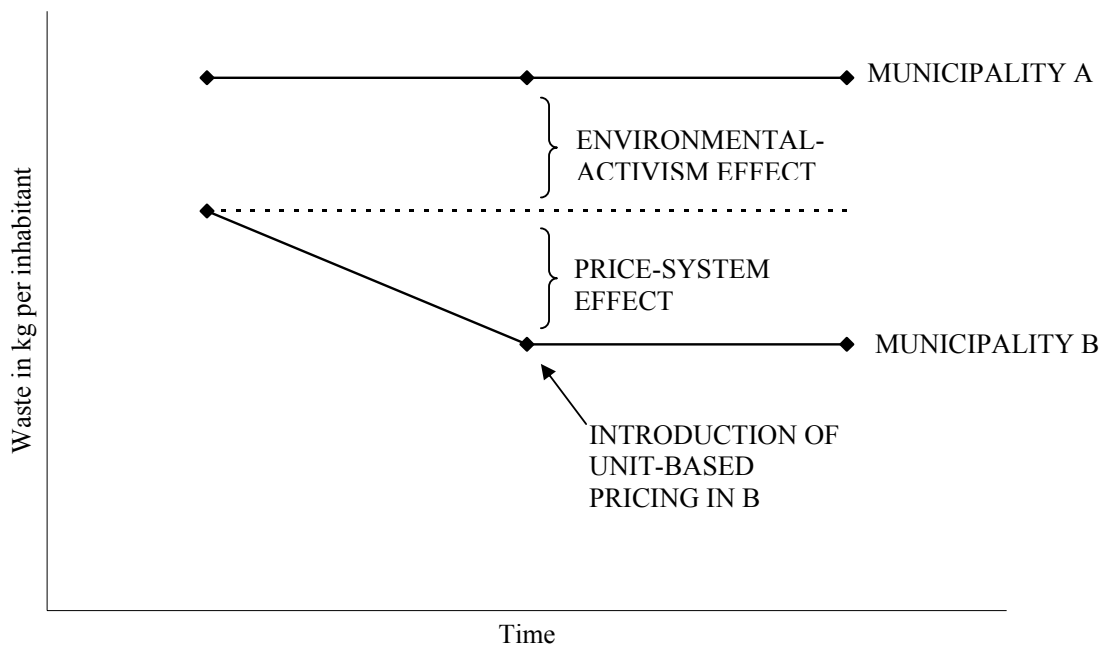 MUNICIPALITY A
ENVIRONMENTAL-
ACTIVISM EFFECT
PRICE-SYSTEM
EFFECT
MUNICIPALITY B
INTRODUCTION OF
UNIT-BASED
PRICING IN B
Waste in kg per inhabitant
Time